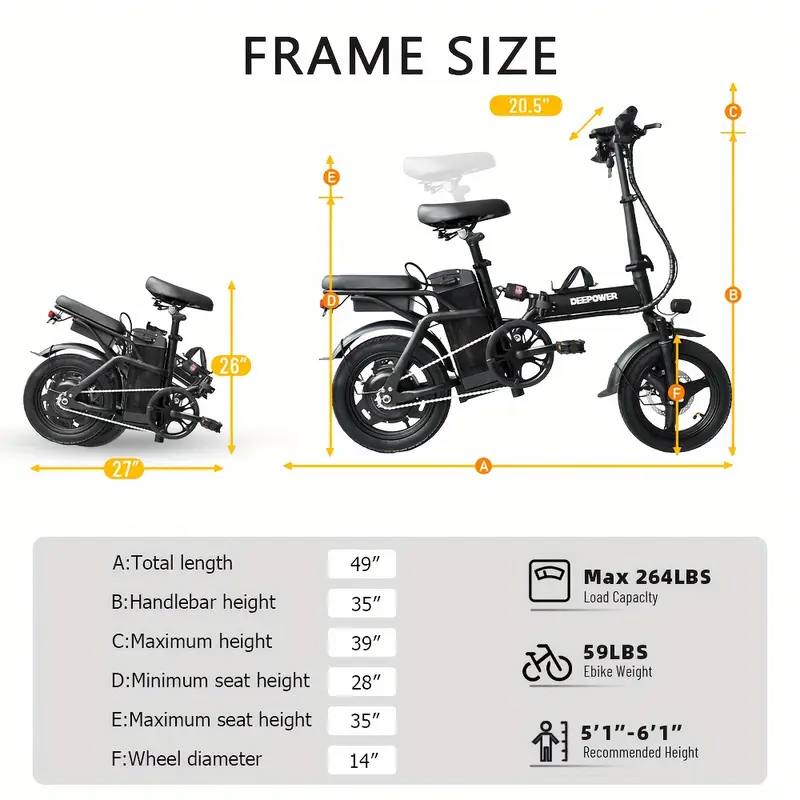 FRAME SIZE
20.5"
C
E
D
B
26"
DEEPOWER
F
27"
A
A:Total length 49"
B:Handlebar height 35"
C:Maximum height 39"
D:Minimum seat height 28"
E:Maximum seat height 35"
F:Wheel diameter 14"
Max 264LBS
Load Capacity
59LBS
Ebike Weight
5'1"-6'1"
Recommended Height